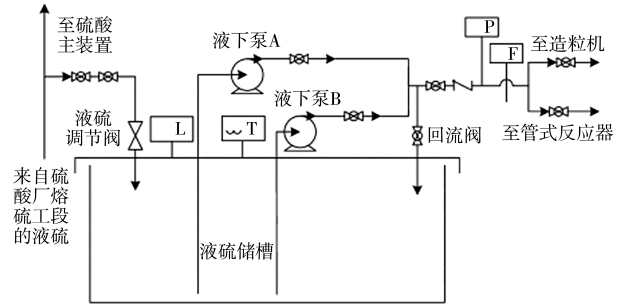 至硫酸
主装置
液下泵A
P
F
至造粒机
液硫
调节阀
L
T
液下泵B
回流阀
至管式反应器
来自硫
酸厂熔
硫工段
的液硫
液硫储槽